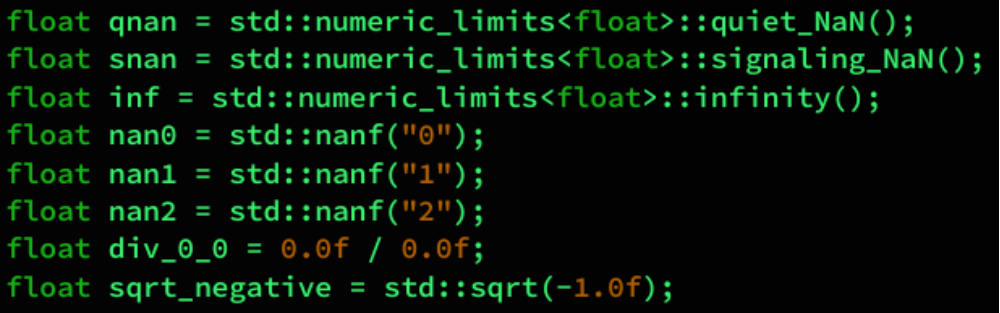 float qnan = std::numeric_limits<float>::quiet_NaN();
float snan = std::numeric_limits<float>::signaling_NaN();
float inf = std::numeric_limits<float>::infinity();
float nan0 = std::nanf("0");
float nan1 = std::nanf("1");
float nan2 = std::nanf("2");
float div_0_0 = 0.0f / 0.0f;
float sqrt_negative = std::sqrt(-1.0f);